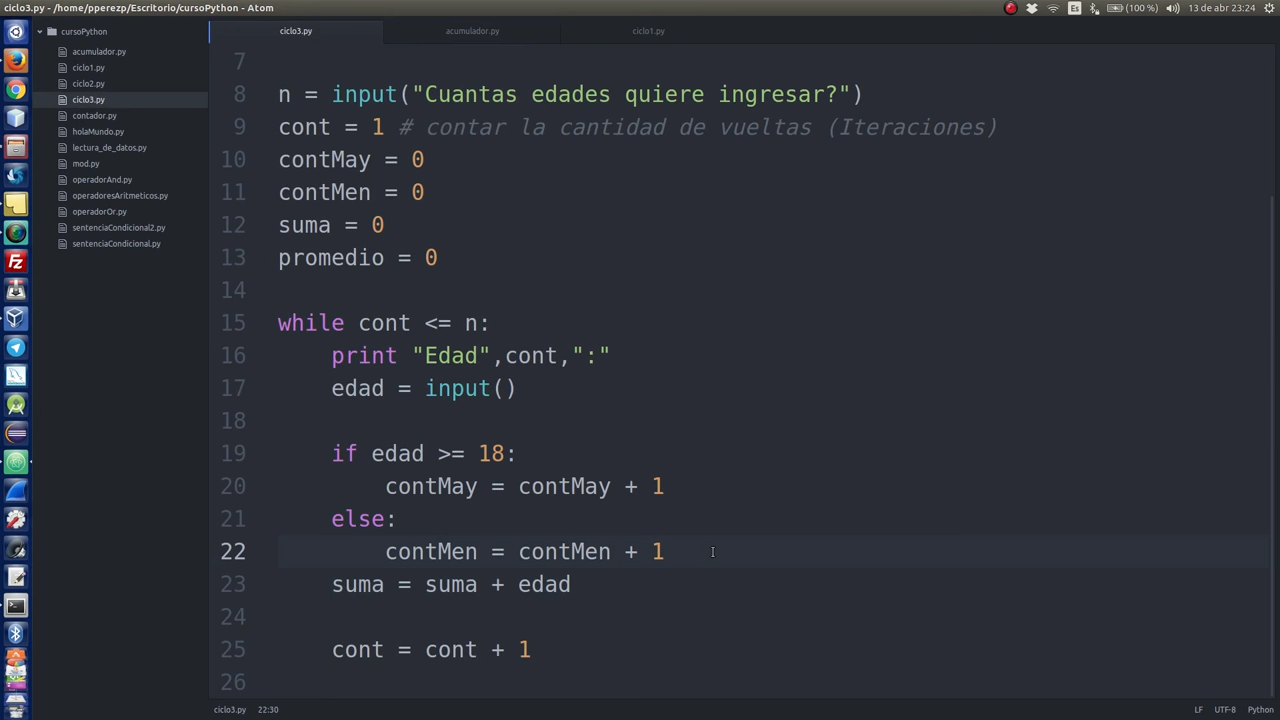 ciclo3.py - /home/pperezp/Escritorio/cursoPython - Atom
Es
(100 %)
13 de abr 23:24
cursoPython
acumulador.py
ciclo1.py
ciclo2.py
ciclo3.py
contador.py
holaMundo.py
lectura_de_datos.py
mod.py
operadorAnd.py
operadoresAritmeticos.py
operadorOr.py
sentenciaCondicional2.py
sentenciaCondicional.py
ciclo3.py
acumulador.py
ciclo1.py
7
8 n = input("Cuantas edades quiere ingresar?")
9 cont = 1 # contar la cantidad de vueltas (Iteraciones)
10 contMay = 0
11 contMen = 0
12 suma = 0
13 promedio = 0
14
15 while cont <= n:
16 print "Edad",cont,":"
17 edad = input()
18
19 if edad >= 18:
20 contMay = contMay + 1
21 else:
22 contMen = contMen + 1
23 suma = suma + edad
24
25 cont = cont + 1
26
ciclo3.py 22:30
LF UTF-8 Python